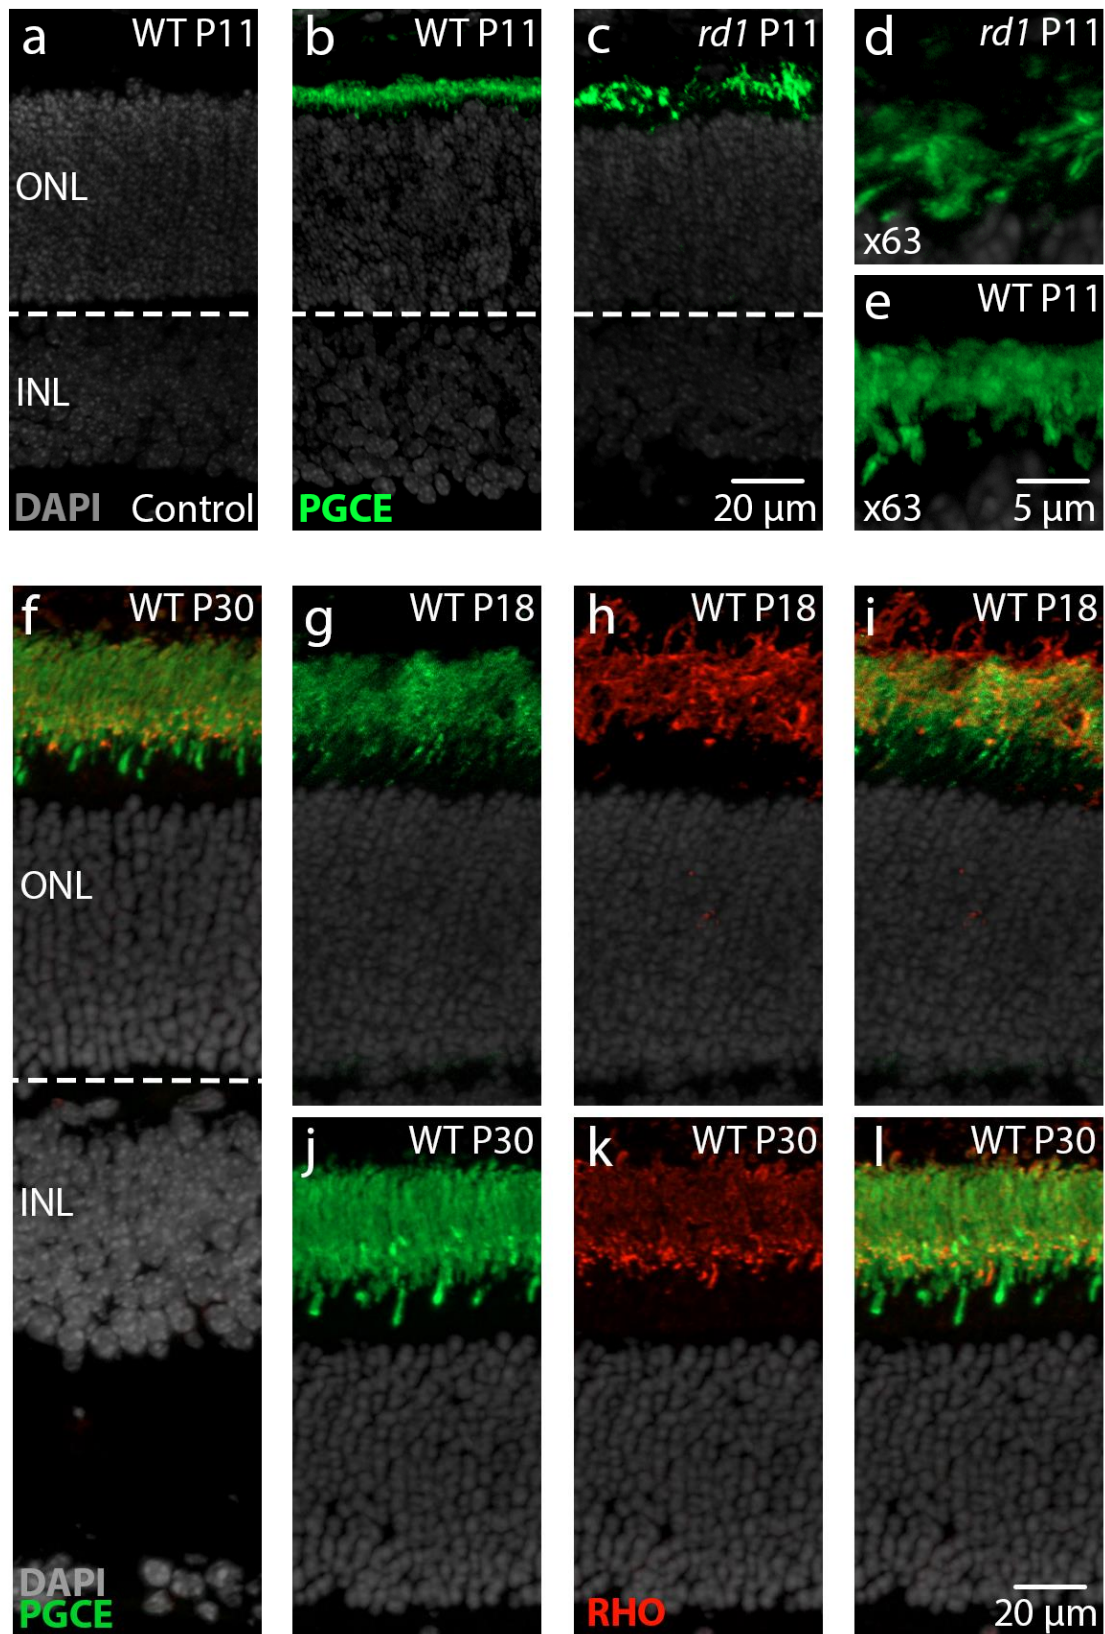 a WT P11
ONL
INL
DAPI Control
b WT P11
PGCE
c rd1 P11
20 µm
d rd1 P11
x63
e WT P11
x63 5 µm
f WT P30
ONL
INL
DAPI
PGCE
g WT P18
h WT P18
i WT P18
j WT P30
k WT P30
RHO
l WT P30
20 µm